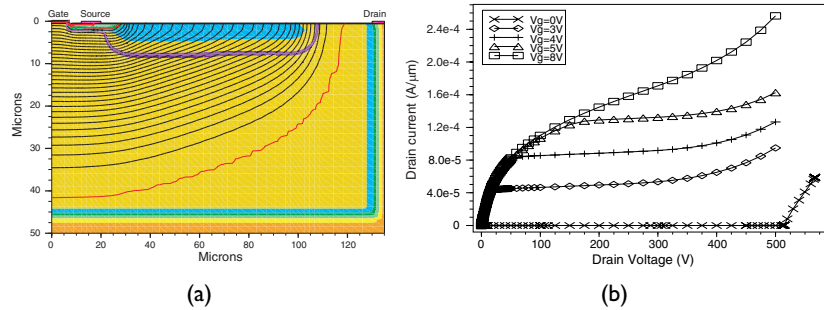 Gate Source Drain
0
10
20
30
40
50
Microns
0 20 40 60 80 100 120
Microns
(a)
Vg=0V
Vg=3V
Vg=4V
Vg=5V
Vg=8V
2.4e-4
2.0e-4
1.6e-4
1.2e-4
8.0e-5
4.0e-5
0
Drain current (A/μm)
0 100 200 300 400 500
Drain Voltage (V)
(b)